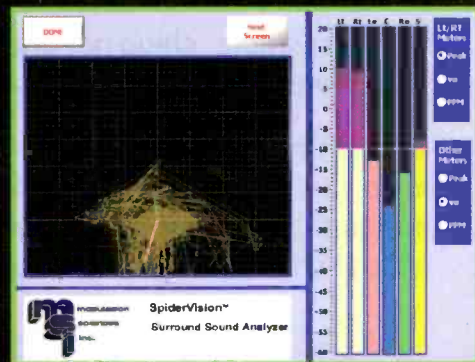 DONE
Next
Screen
Lt Rt Le C Ro S
20
15
10
5
0
-5
-10
-15
-20
-25
-30
-35
-40
-45
-50
-55
-60
Lt/RT
Meters
Peak
vu
PPM
Other
Meters
Peak
vu
PPM
modulation
sciences
inc.
SpiderVision™
Surround Sound Analyzer